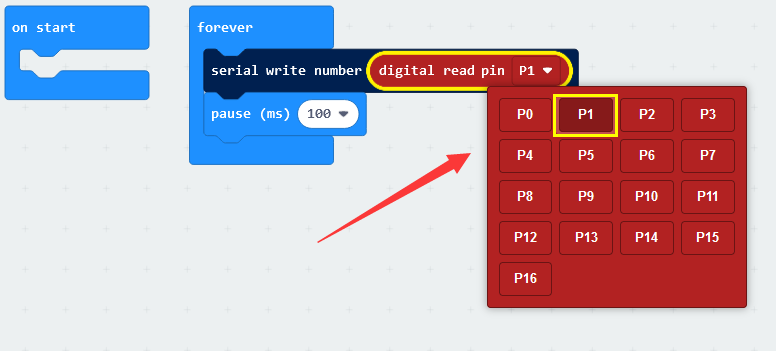 on start
forever
serial write number digital read pin P1
pause (ms) 100
P0 P1 P2 P3
P4 P5 P6 P7
P8 P9 P10 P11
P12 P13 P14 P15
P16